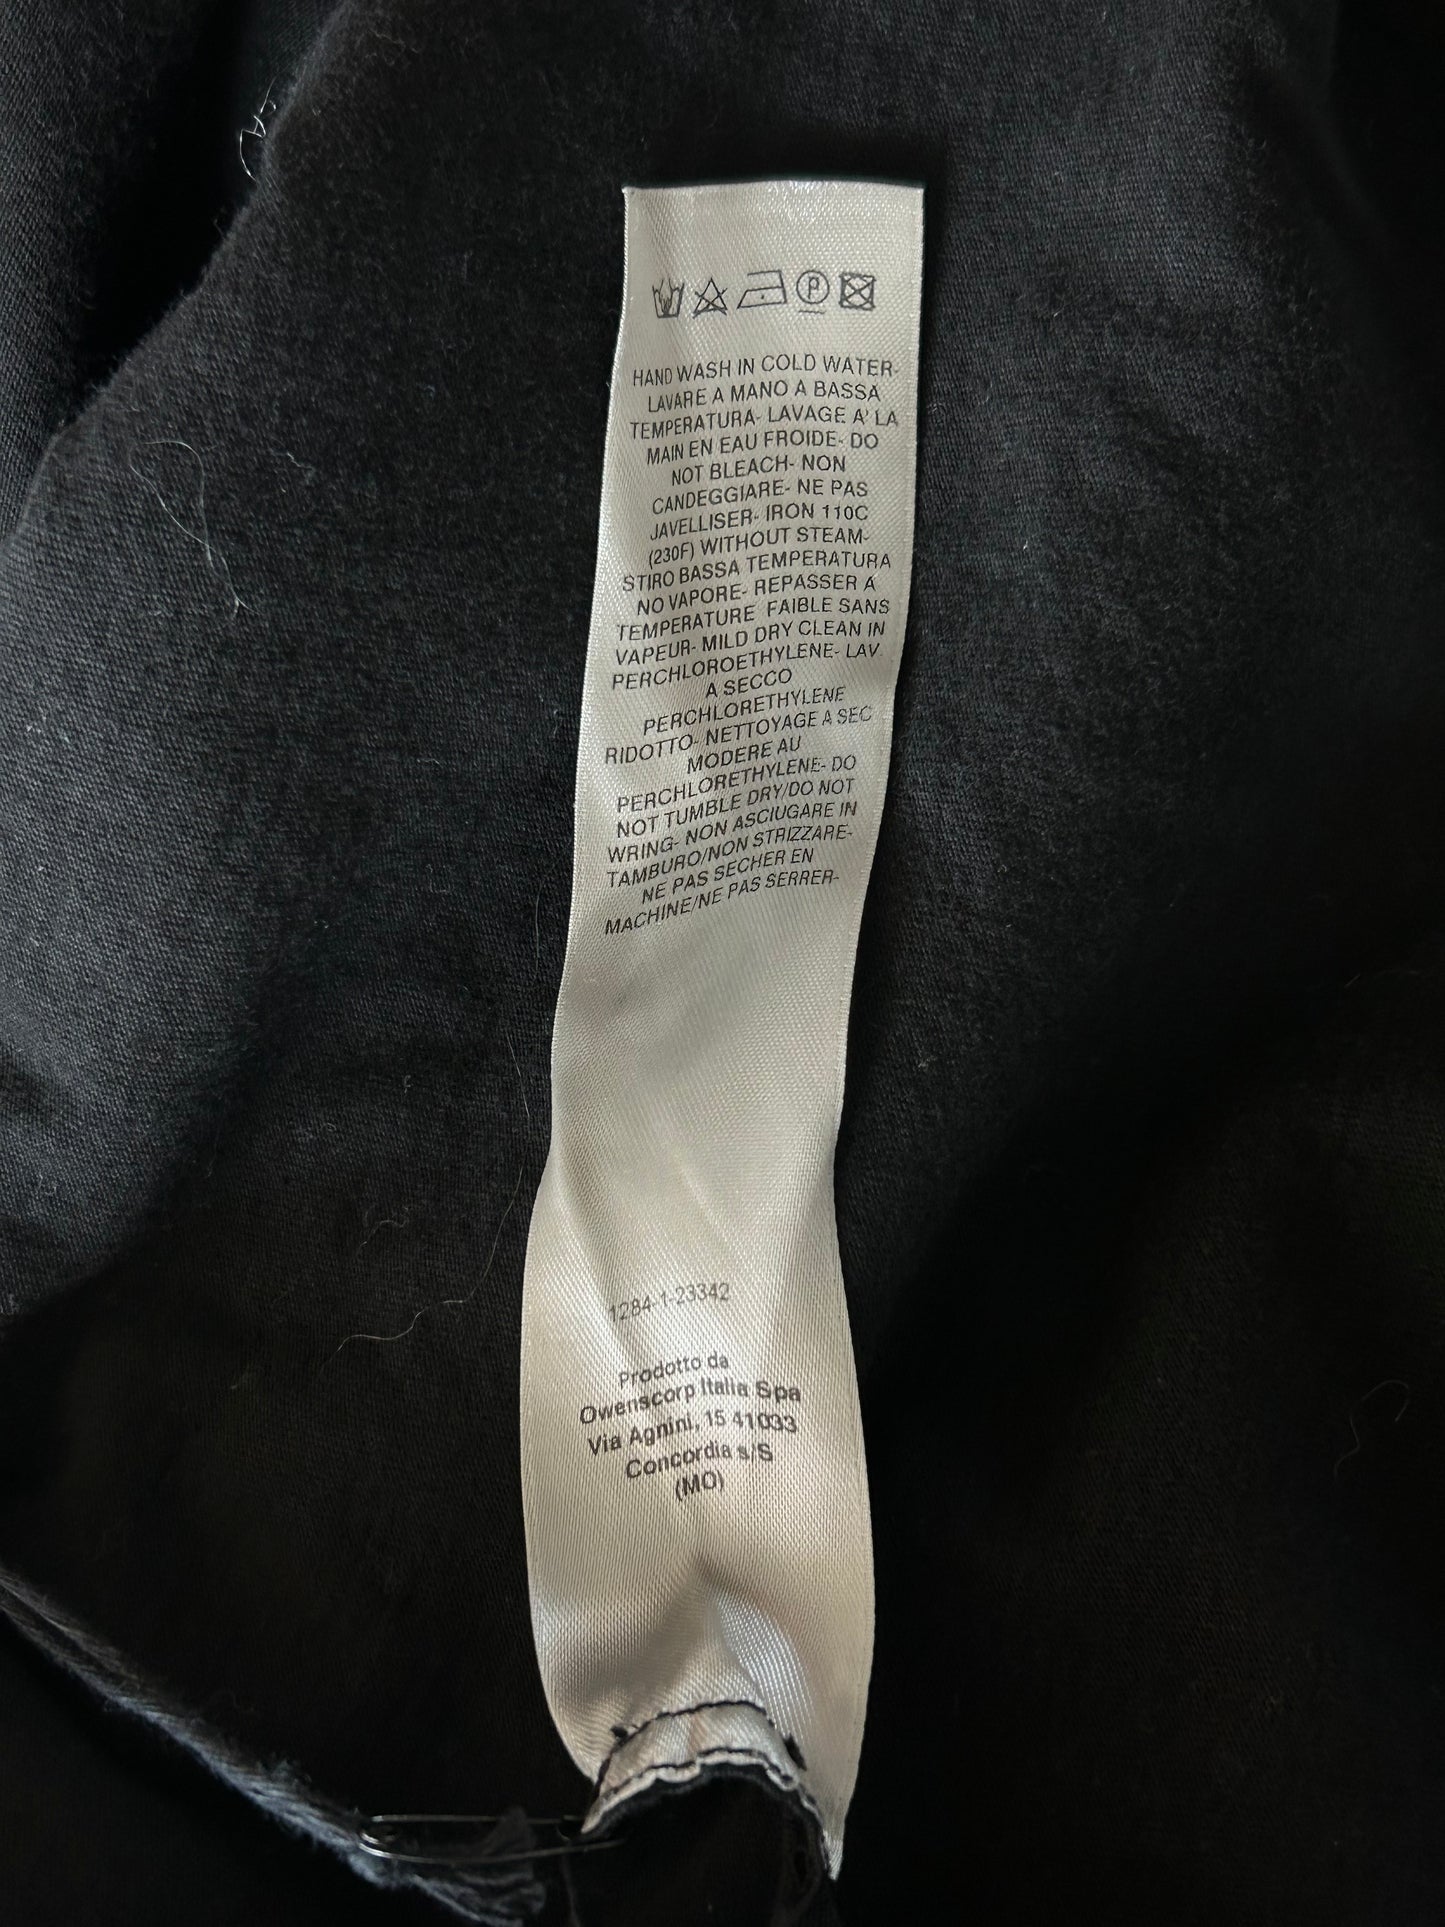 HAND WASH IN COLD WATER-
LAVARE A MANO A BASSA
TEMPERATURA- LAVAGE A' LA
MAIN EN EAU FROIDE- DO
NOT BLEACH- NON
CANDEGGIARE- NE PAS
JAVELLISER- IRON 110C
(230F) WITHOUT STEAM-
STIRO BASSA TEMPERATURA
NO VAPORE- REPASSER A
TEMPERATURE FAIBLE SANS
VAPEUR- MILD DRY CLEAN IN
PERCHLOROETHYLENE- LAV.
A SECCO
PERCHLORETHYLENE
RIDOTTO- NETTOYAGE A SEC
MODERE AU
PERCHLORETHYLENE- DO
NOT TUMBLE DRY/DO NOT
WRING- NON ASCIUGARE IN
TAMBURO/NON STRIZZARE-
NE PAS SECHER EN
MACHINE/NE PAS SERRER-
1284-1-23342
Prodotto da
Owenscorp Italia Spa
Via Agnini, 15 41033
Concordia s/S
(MO)